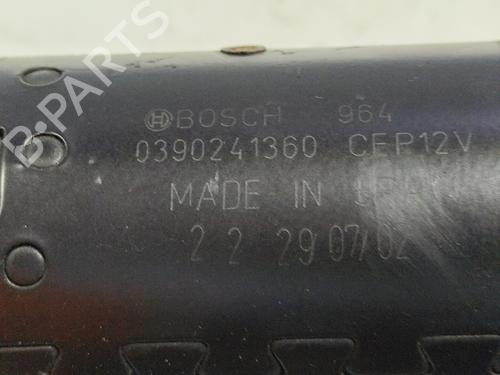 BOSCH 964
0390241360 CEP12V
MADE IN
2 2 29 07/02
B-PARTS